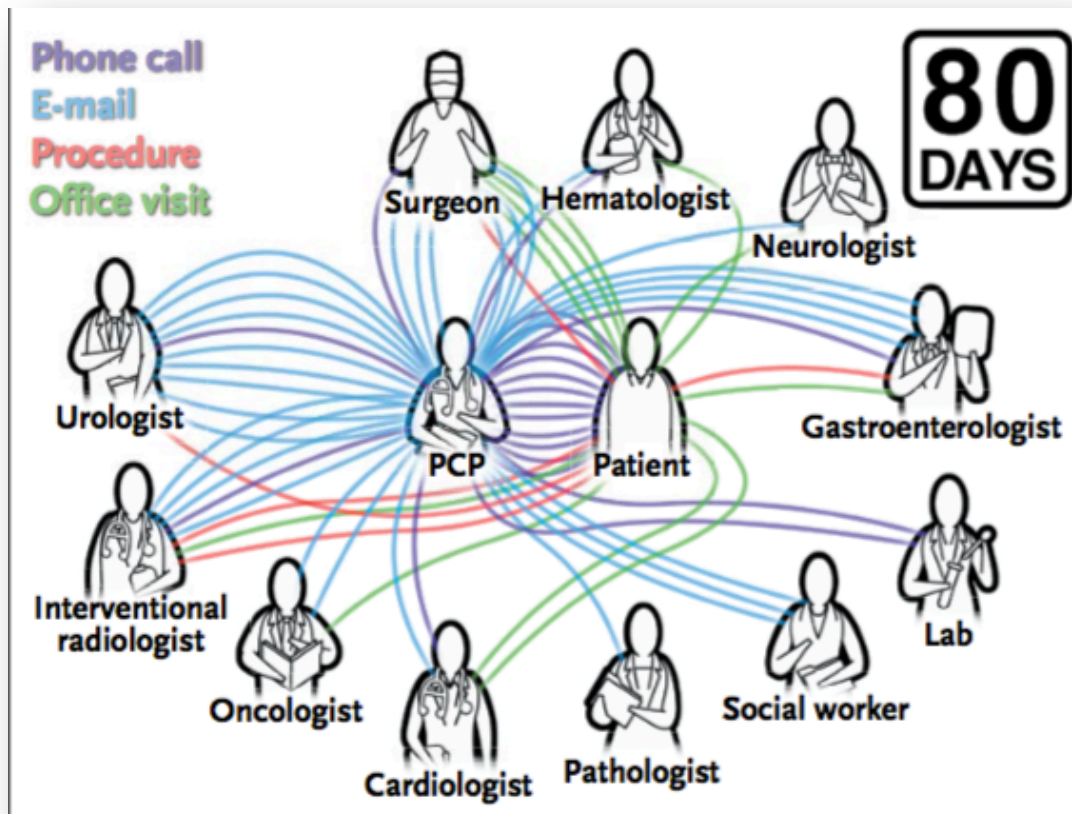 Phone call
E-mail
Procedure
Office visit
80
DAYS
Surgeon
Hematologist
Neurologist
Urologist
PCP
Patient
Gastroenterologist
Interventional
radiologist
Lab
Oncologist
Social worker
Cardiologist
Pathologist